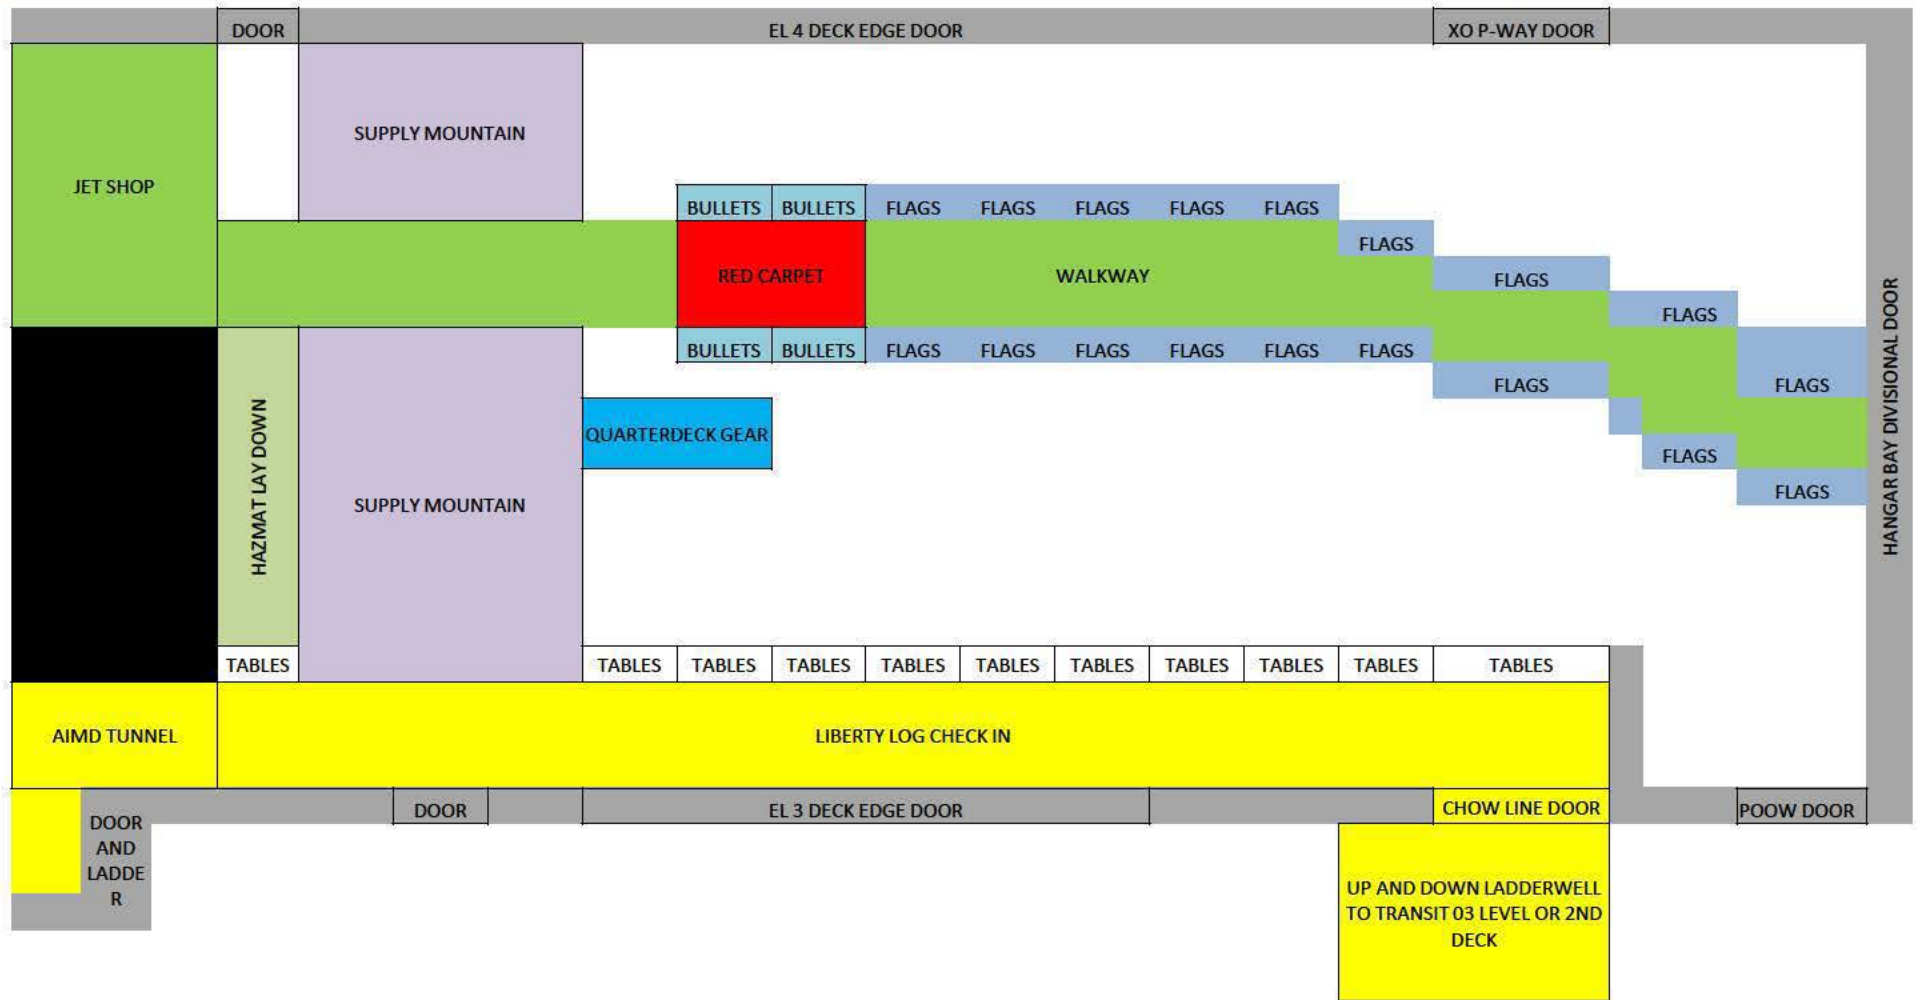 DOOR
EL 4 DECK EDGE DOOR
XO P-WAY DOOR
SUPPLY MOUNTAIN
JET SHOP
BULLETS BULLETS FLAGS FLAGS FLAGS FLAGS FLAGS
FLAGS
RED CARPET
WALKWAY
FLAGS
FLAGS
BULLETS BULLETS FLAGS FLAGS FLAGS FLAGS FLAGS FLAGS
FLAGS
FLAGS
HANGAR BAY DIVISIONAL DOOR
QUARTERDECK GEAR
FLAGS
FLAGS
HAZMAT LAY DOWN
SUPPLY MOUNTAIN
TABLES
TABLES TABLES TABLES TABLES TABLES TABLES TABLES TABLES TABLES TABLES
AIMD TUNNEL
LIBERTY LOG CHECK IN
DOOR
AND
LADDE
R
DOOR
EL 3 DECK EDGE DOOR
CHOW LINE DOOR
POOW DOOR
UP AND DOWN LADDERWELL
TO TRANSIT 03 LEVEL OR 2ND
DECK